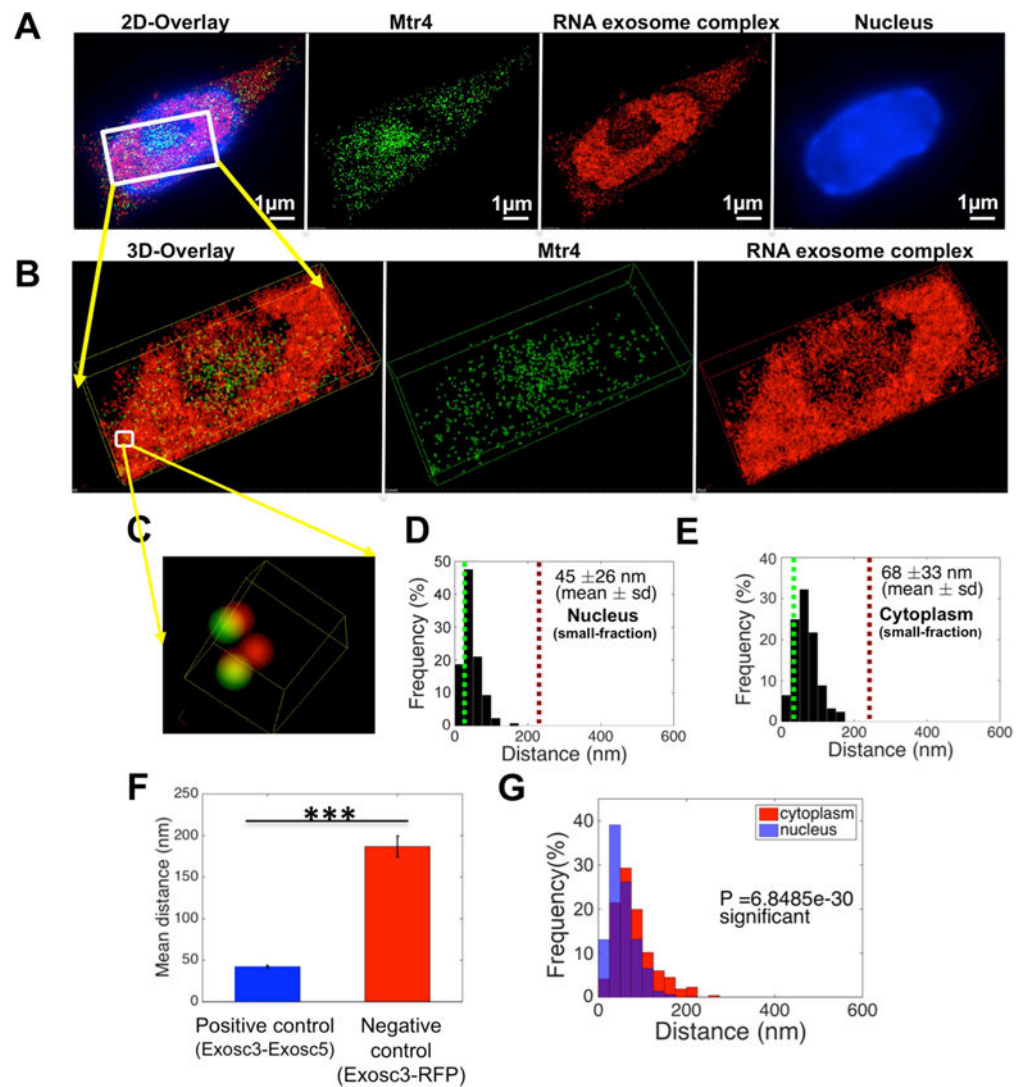 A
2D-Overlay
Mtr4
RNA exosome complex
Nucleus
1µm
1µm
1µm
1µm
B
3D-Overlay
Mtr4
RNA exosome complex
C
D
Frequency (%)
50
40
30
20
10
0
45 ±26 nm
(mean ± sd)
Nucleus
(small-fraction)
0 200 400 600
Distance (nm)
E
Frequency (%)
40
30
20
10
0
68 ±33 nm
(mean ± sd)
Cytoplasm
(small-fraction)
0 200 400 600
Distance (nm)
F
Mean distance (nm)
250
200
150
100
50
0
***
Positive control
(Exosc3-Exosc5)
Negative
control
(Exosc3-RFP)
G
Frequency(%)
40
30
20
10
0
cytoplasm
nucleus
P =6.8485e-30
significant
0 200 400 600
Distance (nm)